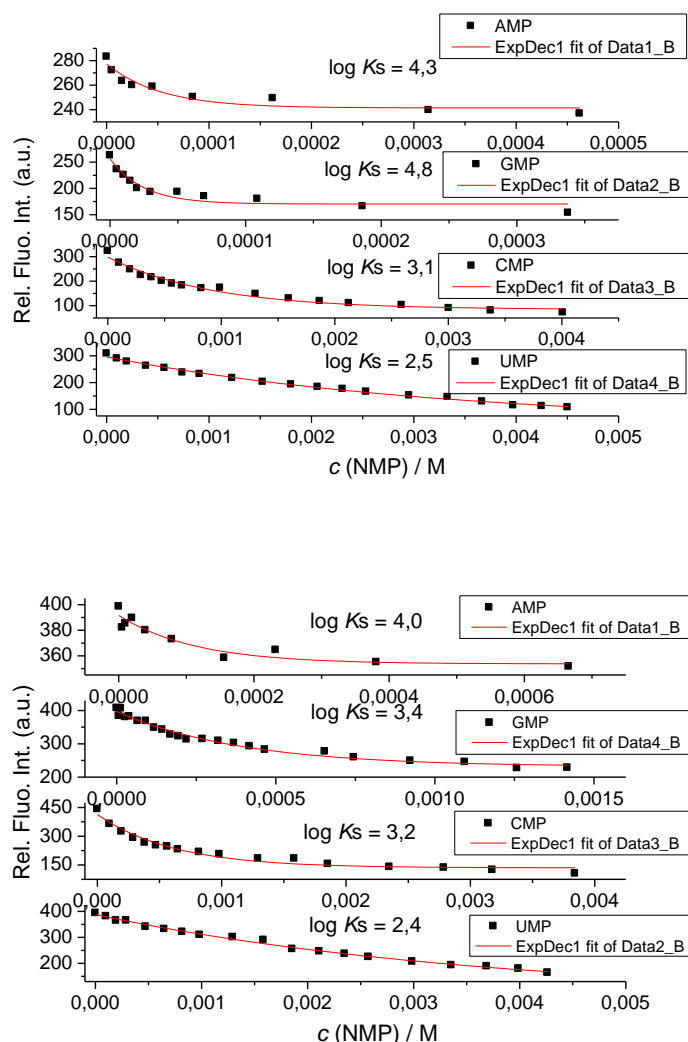 AMP
ExpDec1 fit of Data1_B
280
260
240
log Ks = 4,3
0,0000 0,0001 0,0002 0,0003 0,0004 0,0005
GMP
ExpDec1 fit of Data2_B
250
200
150
log Ks = 4,8
0,0000 0,0001 0,0002 0,0003
CMP
ExpDec1 fit of Data3_B
300
200
100
log Ks = 3,1
0,000 0,001 0,002 0,003 0,004
UMP
ExpDec1 fit of Data4_B
300
200
100
log Ks = 2,5
0,000 0,001 0,002 0,003 0,004 0,005
Rel. Fluo. Int. (a.u.)
c (NMP) / M
AMP
ExpDec1 fit of Data1_B
400
380
360
log Ks = 4,0
0,0000 0,0002 0,0004 0,0006
GMP
ExpDec1 fit of Data4_B
400
300
200
log Ks = 3,4
0,0000 0,0005 0,0010 0,0015
CMP
ExpDec1 fit of Data3_B
450
300
150
log Ks = 3,2
0,000 0,001 0,002 0,003 0,004
UMP
ExpDec1 fit of Data2_B
400
300
200
log Ks = 2,4
0,000 0,001 0,002 0,003 0,004 0,005
Rel. Fluo. Int. (a.u.)
c (NMP) / M